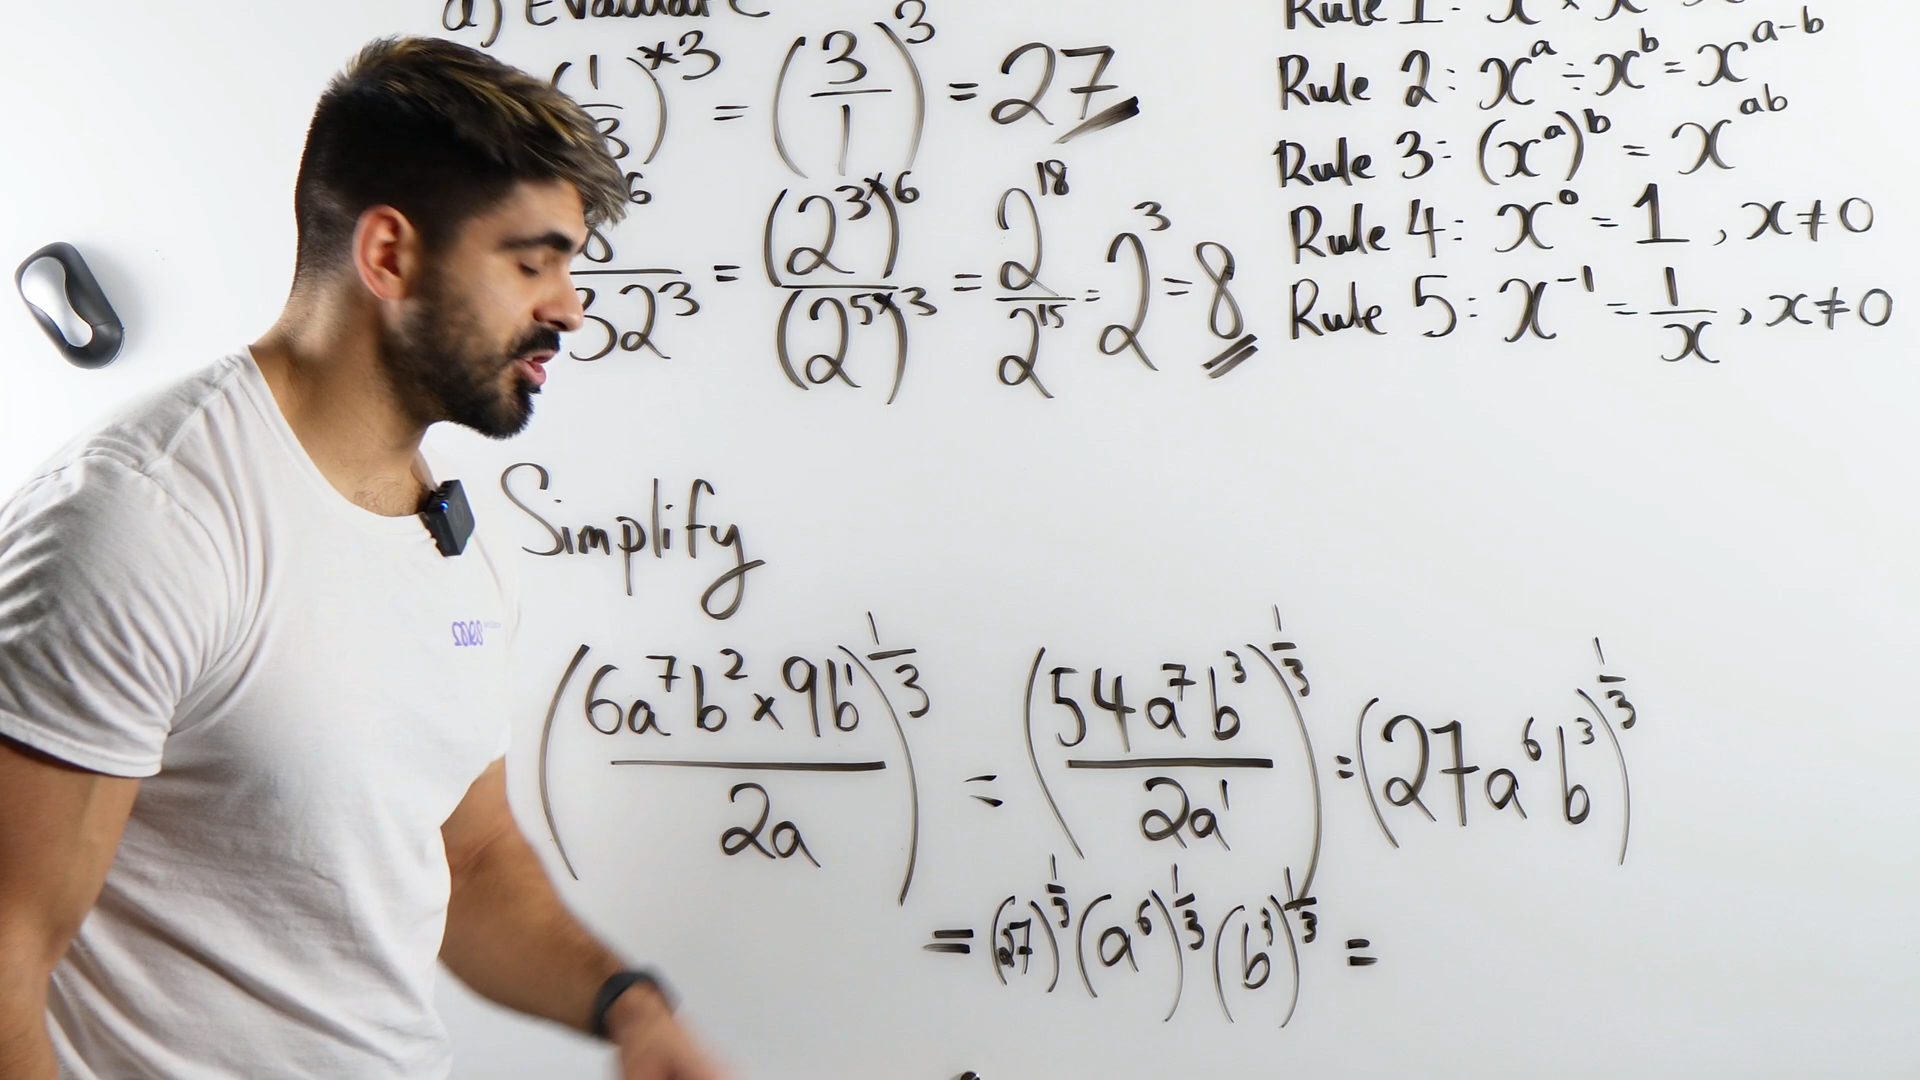 a) Evaluate
(1/3)^×3 = (3/1)^3 = 27
8^6/32^3 = (2^3×)^6/(2^5×)^3 = 2^18/2^15 = 2^3 = 8
Rule 1: x × x
Rule 2: x^a ÷ x^b = x^a-b
Rule 3: (x^a)^b = x^ab
Rule 4: x^0 = 1, x≠0
Rule 5: x^-1 = 1/x, x≠0
Simplify
(6a^7b^2 × 9b^1 / 2a)^1/3 = (54a^7b^3 / 2a^1)^1/3 = (27a^6b^3)^1/3
= (27)^1/3 (a^6)^1/3 (b^3)^1/3 =